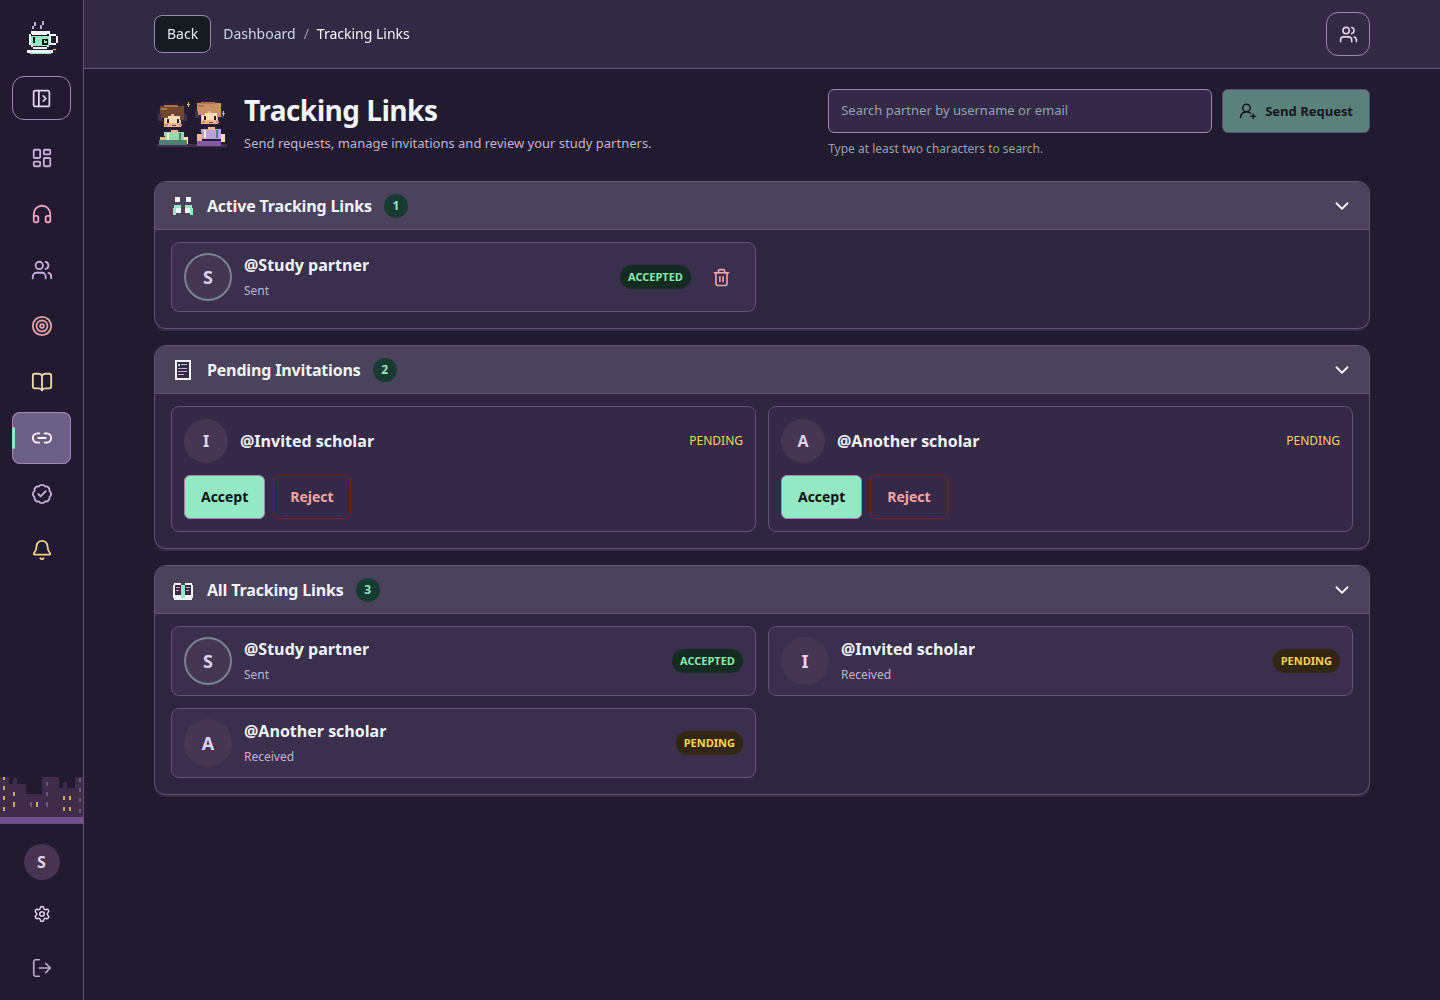 Back
Dashboard / Tracking Links
Tracking Links
Send requests, manage invitations and review your study partners.
Search partner by username or email
Send Request
Type at least two characters to search.
Active Tracking Links 1
S
@Study partner
Sent
ACCEPTED
Pending Invitations 2
I
@Invited scholar
PENDING
Accept
Reject
A
@Another scholar
PENDING
Accept
Reject
All Tracking Links 3
S
@Study partner
Sent
ACCEPTED
I
@Invited scholar
Received
PENDING
A
@Another scholar
Received
PENDING
S